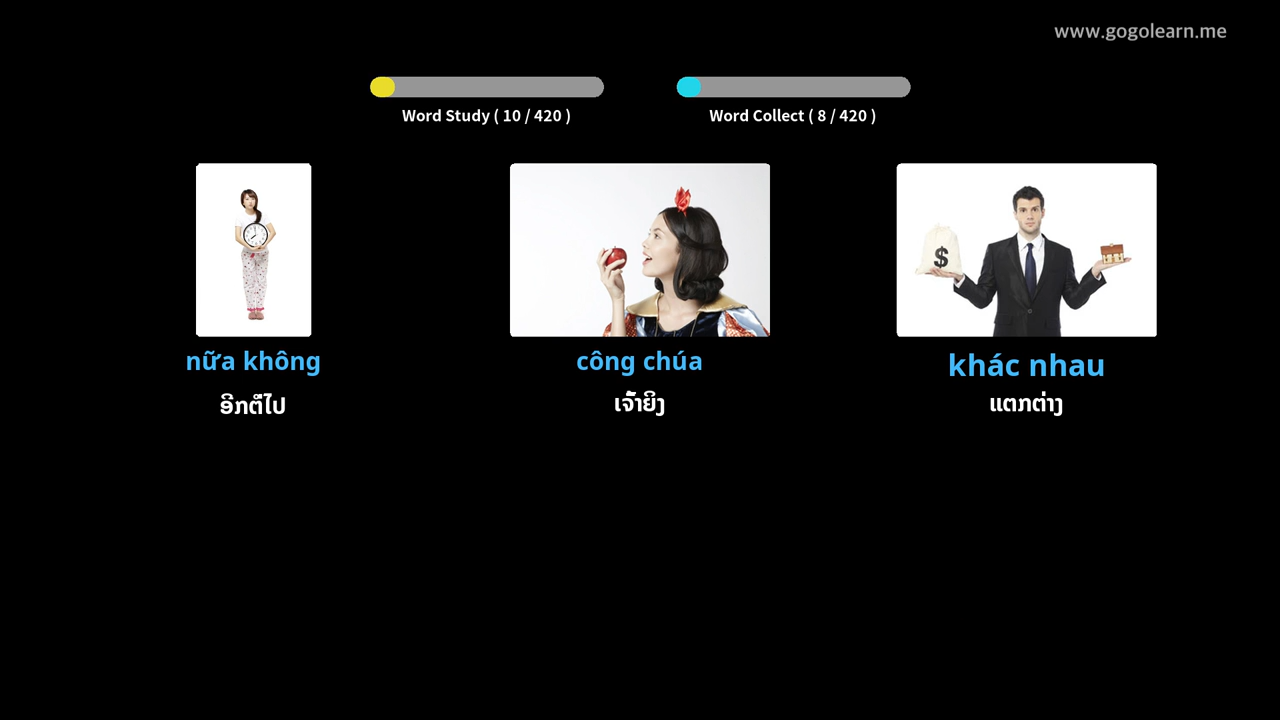 www.gogolearn.me
Word Study ( 10 / 420 )
Word Collect ( 8 / 420 )
$
nữa không
công chúa
khác nhau
ອີກຕໍ່ໄປ
ເຈົ້າຍິງ
ແຕກຕ່າງ